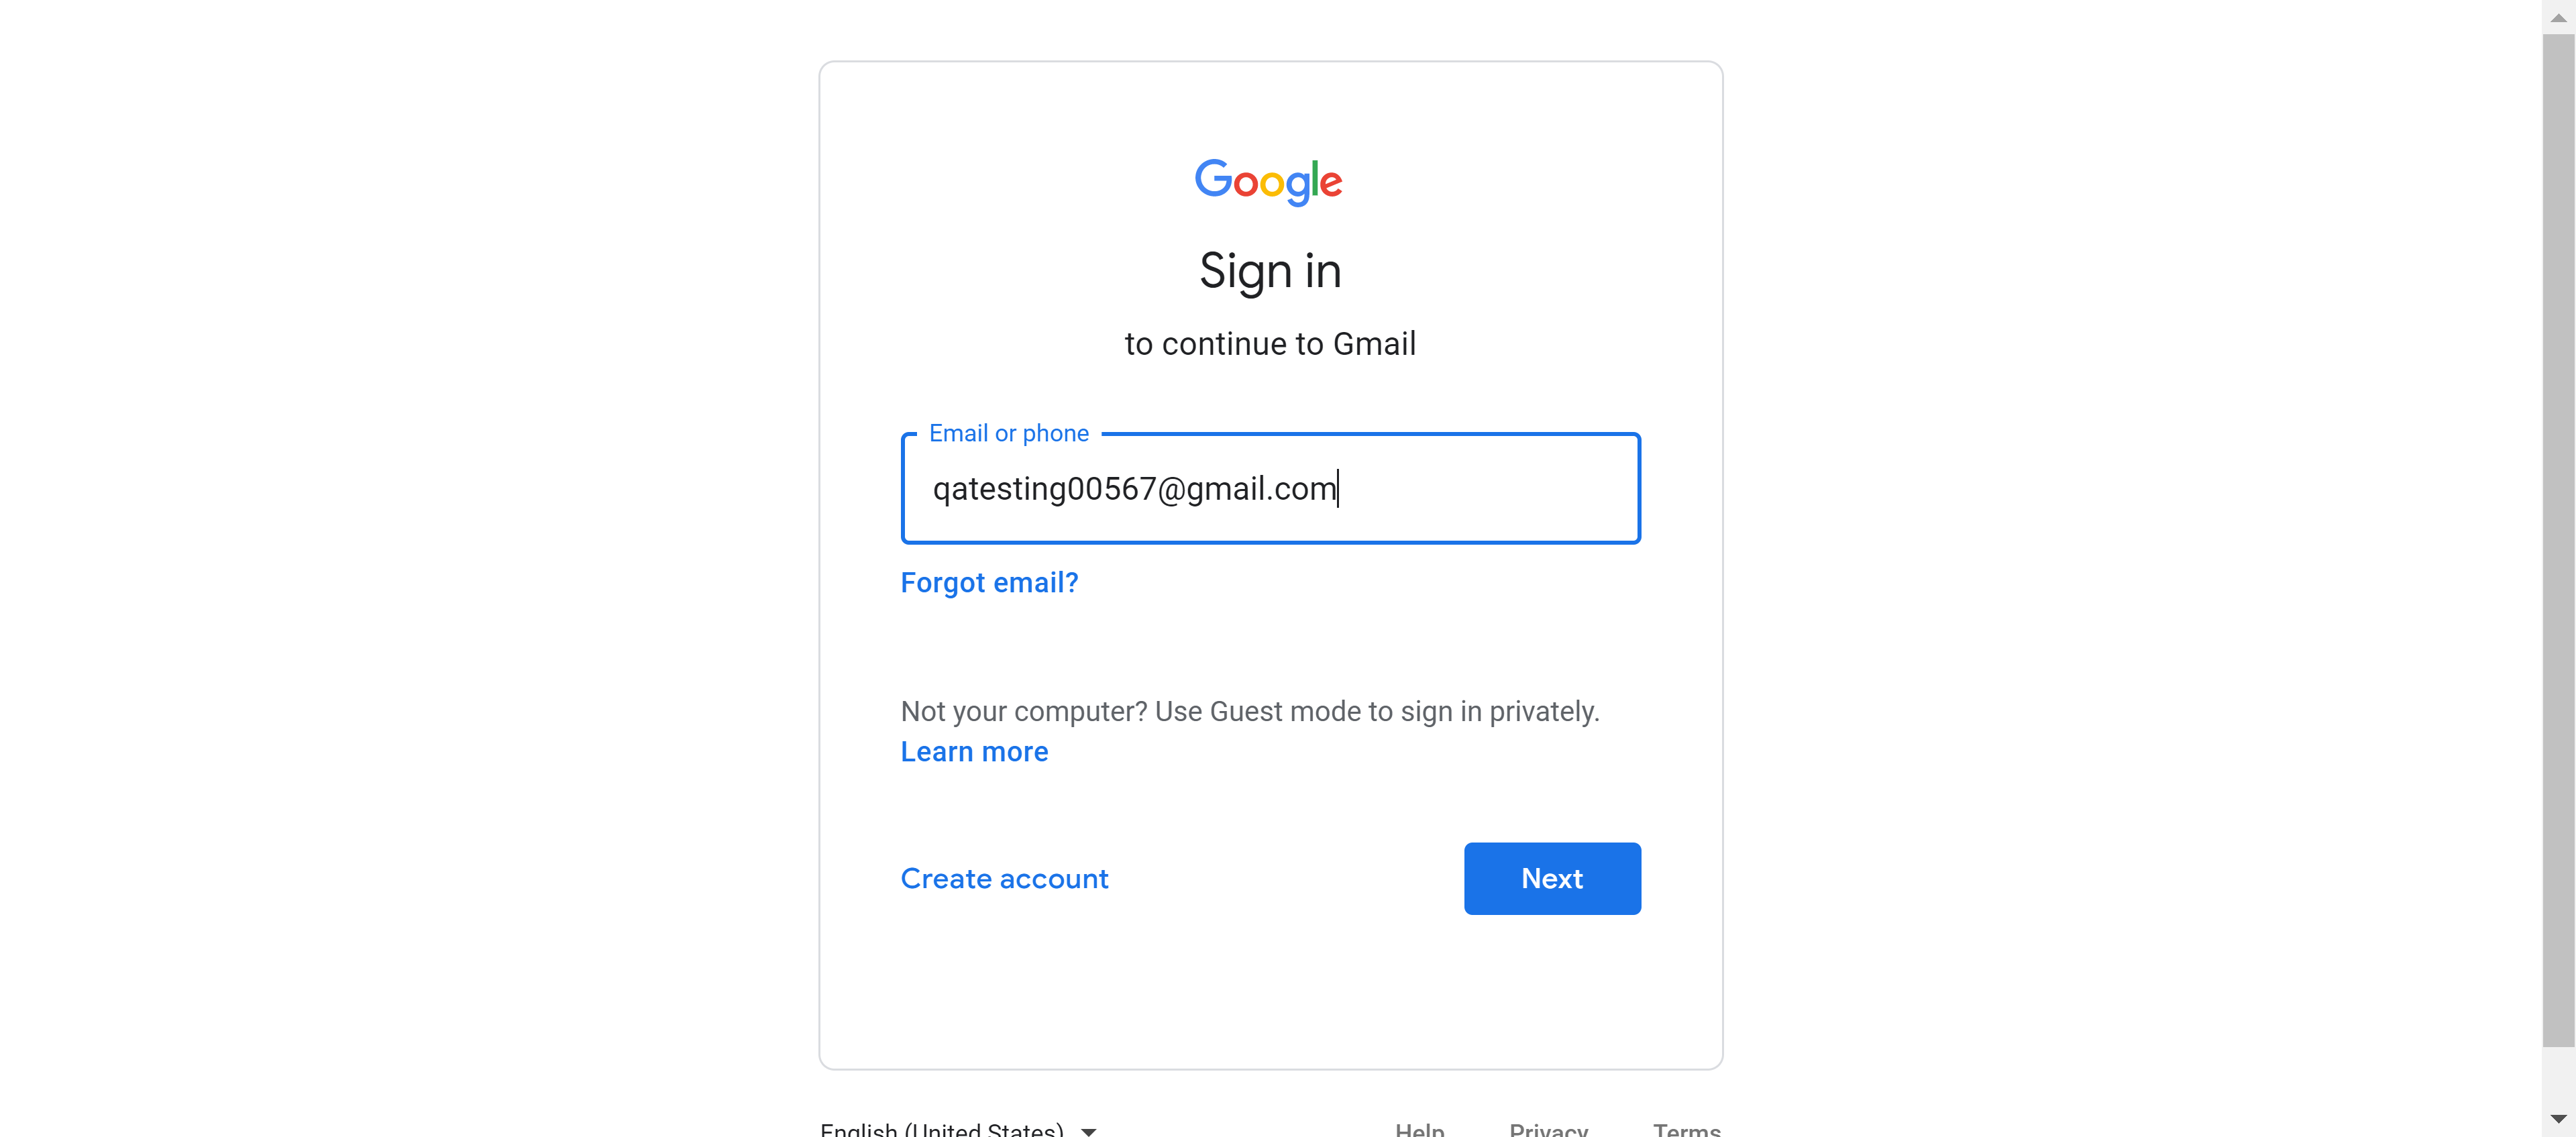 Google
Sign in
to continue to Gmail
Email or phone
qatesting00567@gmail.com
Forgot email?
Not your computer? Use Guest mode to sign in privately.
Learn more
Create account
Next
English (United States)
Help
Privacy
Terms